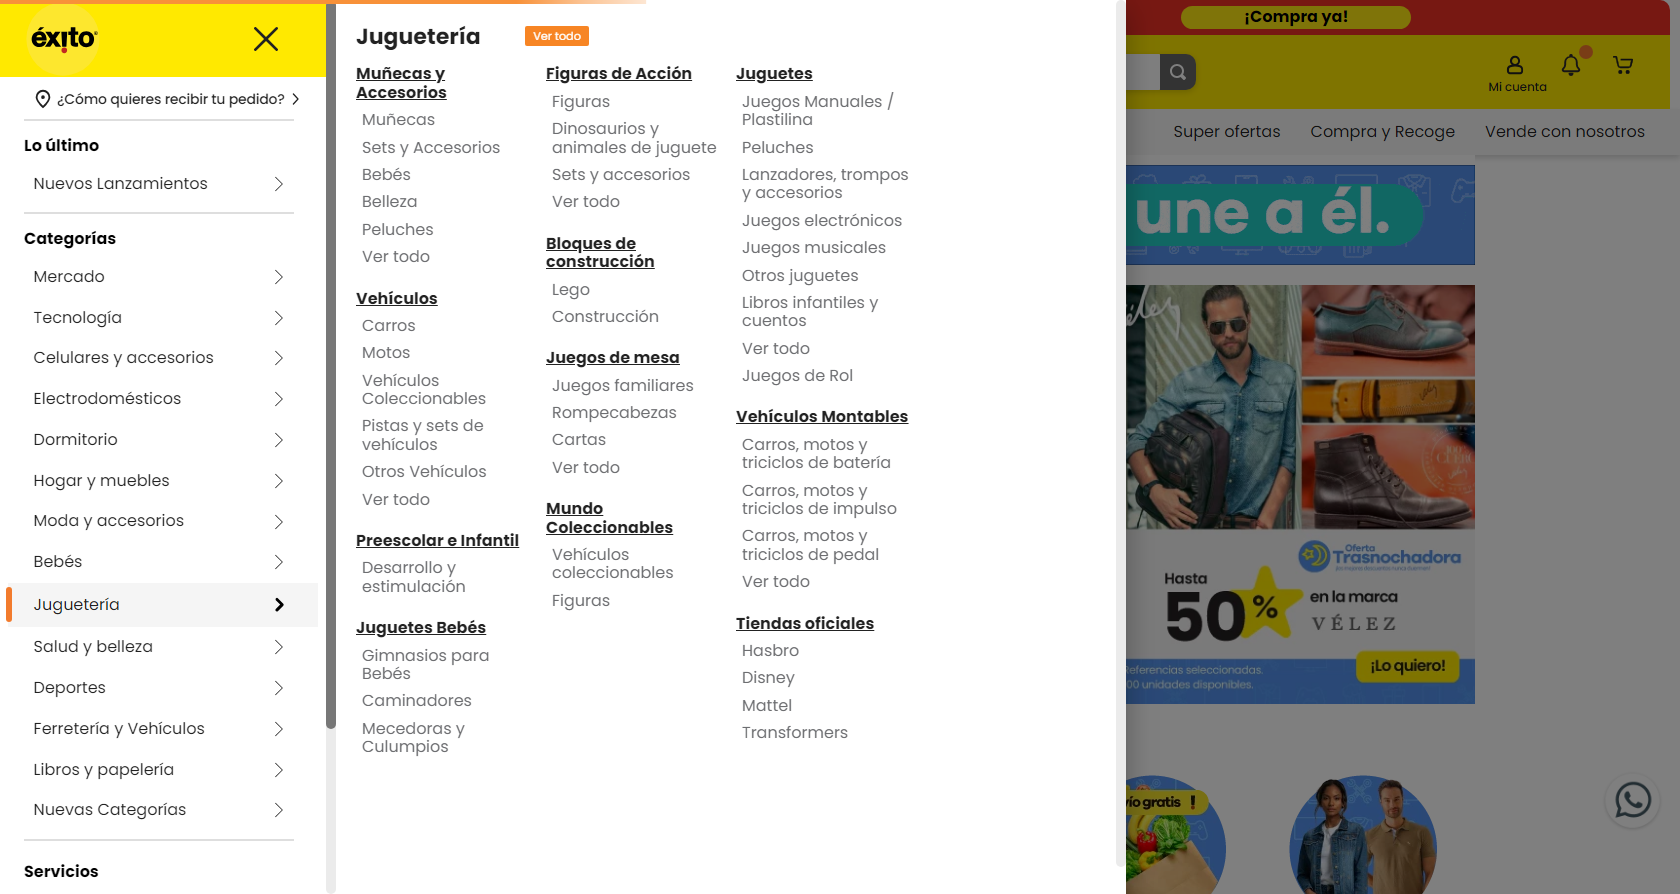 éxito
¿Cómo quieres recibir tu pedido?
Lo último
Nuevos Lanzamientos
Categorías
Mercado
Tecnología
Celulares y accesorios
Electrodomésticos
Dormitorio
Hogar y muebles
Moda y accesorios
Bebés
Juguetería
Salud y belleza
Deportes
Ferretería y Vehículos
Libros y papelería
Nuevas Categorías
Servicios
Juguetería
Ver todo
Muñecas y
Accesorios
Muñecas
Sets y Accesorios
Bebés
Belleza
Peluches
Ver todo
Vehículos
Carros
Motos
Vehículos
Coleccionables
Pistas y sets de
vehículos
Otros Vehículos
Ver todo
Preescolar e Infantil
Desarrollo y
estimulación
Juguetes Bebés
Gimnasios para
Bebés
Caminadores
Mecedoras y
Culumpios
Figuras de Acción
Figuras
Dinosaurios y
animales de juguete
Sets y accesorios
Ver todo
Bloques de
construcción
Lego
Construcción
Juegos de mesa
Juegos familiares
Rompecabezas
Cartas
Ver todo
Mundo
Coleccionables
Vehículos
coleccionables
Figuras
Juguetes
Juegos Manuales /
Plastilina
Peluches
Lanzadores, trompos
y accesorios
Juegos electrónicos
Juegos musicales
Otros juguetes
Libros infantiles y
cuentos
Ver todo
Juegos de Rol
Vehículos Montables
Carros, motos y
triciclos de batería
Carros, motos y
triciclos de impulso
Carros, motos y
triciclos de pedal
Ver todo
Tiendas oficiales
Hasbro
Disney
Mattel
Transformers
¡Compra ya!
Mi cuenta
Super ofertas
Compra y Recoge
Vende con nosotros
une a él.
Oferta
Trasnochadora
Hasta
50%
en la marca
VÉLEZ
¡Lo quiero!
referencias seleccionadas.
00 unidades disponibles.
vío gratis !